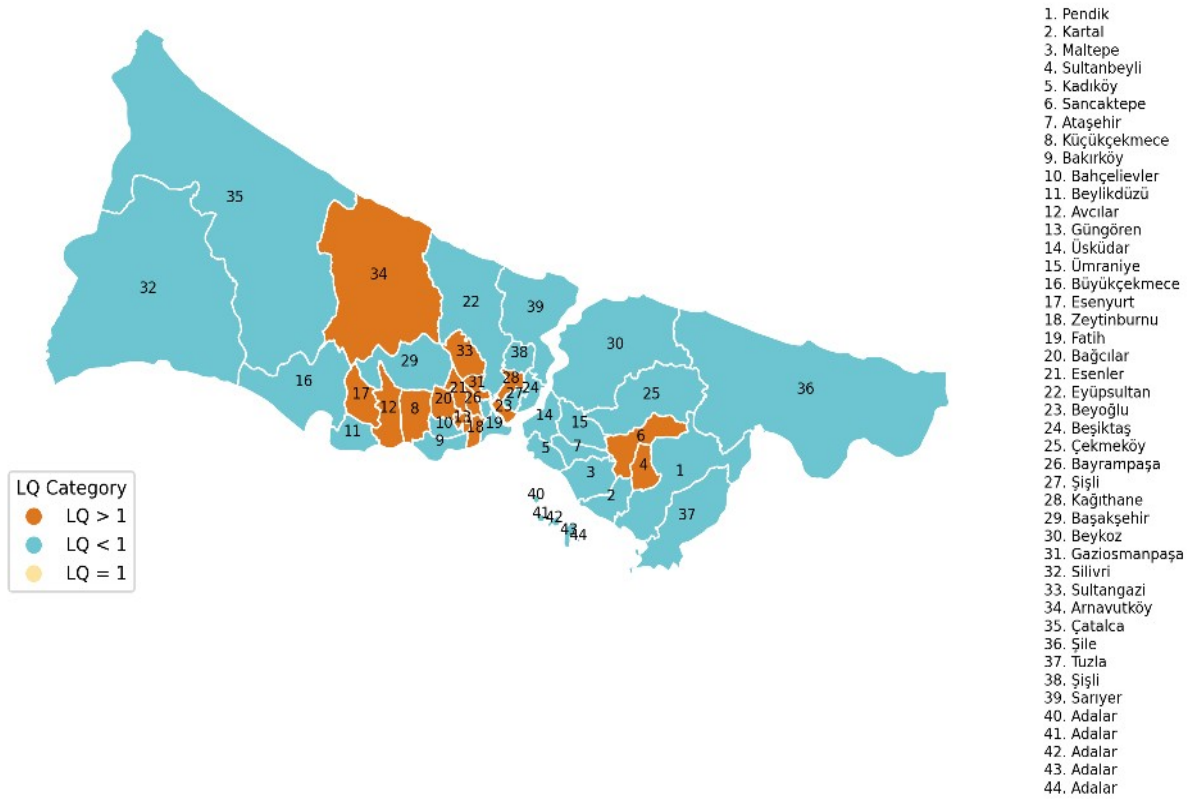 1. Pendik
2. Kartal
3. Maltepe
4. Sultanbeyli
5. Kadıköy
6. Sancaktepe
7. Ataşehir
8. Küçükçekmece
9. Bakırköy
10. Bahçelievler
11. Beylikdüzü
12. Avcılar
13. Güngören
14. Üsküdar
15. Ümraniye
16. Büyükçekmece
17. Esenyurt
18. Zeytinburnu
19. Fatih
20. Bağcılar
21. Esenler
22. Eyüpsultan
23. Beyoğlu
24. Beşiktaş
25. Çekmeköy
26. Bayrampaşa
27. Şişli
28. Kağıthane
29. Başakşehir
30. Beykoz
31. Gaziosmanpaşa
32. Silivri
33. Sultangazi
34. Arnavutköy
35. Çatalca
36. Şile
37. Tuzla
38. Şişli
39. Sarıyer
40. Adalar
41. Adalar
42. Adalar
43. Adalar
44. Adalar
35
34
32
22
39
30
36
29
33
38
16
25
17
12
8
20
21
31
26
28
27
24
23
11
10
13
18
19
9
14
15
5
7
6
3
4
1
2
37
40
41
42
43
44
LQ Category
LQ > 1
LQ < 1
LQ = 1